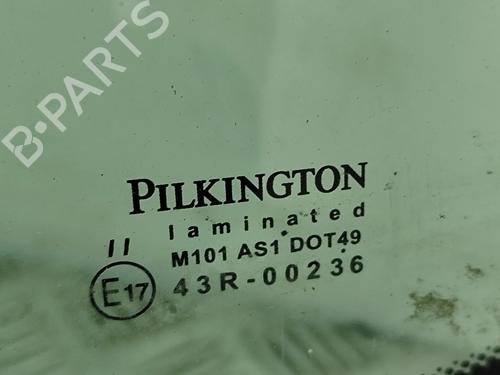 B-PARTS
PILKINGTON
laminated
II
M101 AS1 DOT49
E17
43R-00236